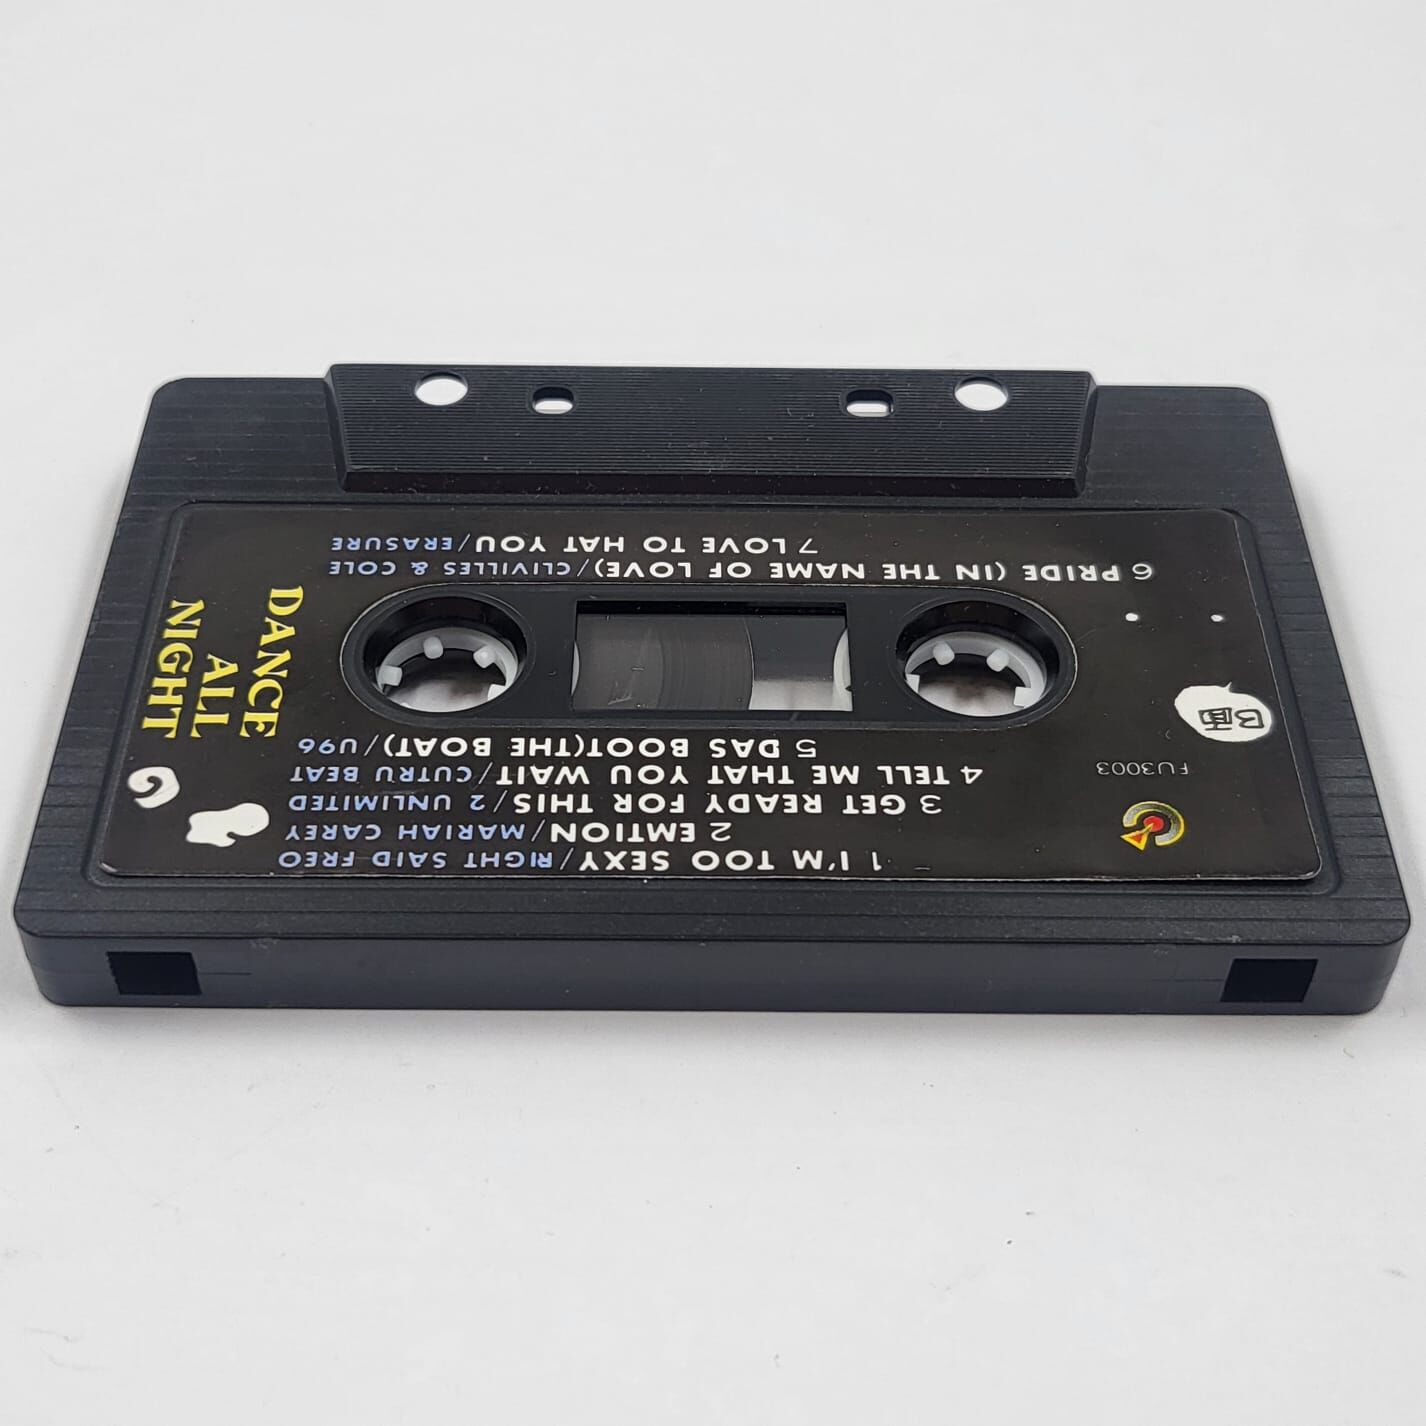 1 I'M TOO SEXY/RIGHT SAID FREO
2 EMTION/MARIAH CAREY
3 GET READY FOR THIS/2 UNLIMITED
4 TELL ME THAT YOU WAIT/CUTRU BEAT
5 DAS BOOT(THE BOAT)/U96
6 PRIDE (IN THE NAME OF LOVE)/CLIVILLES & COLE
7 LOVE TO HAT YOU/ERASURE
FU3003
B面
DANCE
ALL
NIGHT